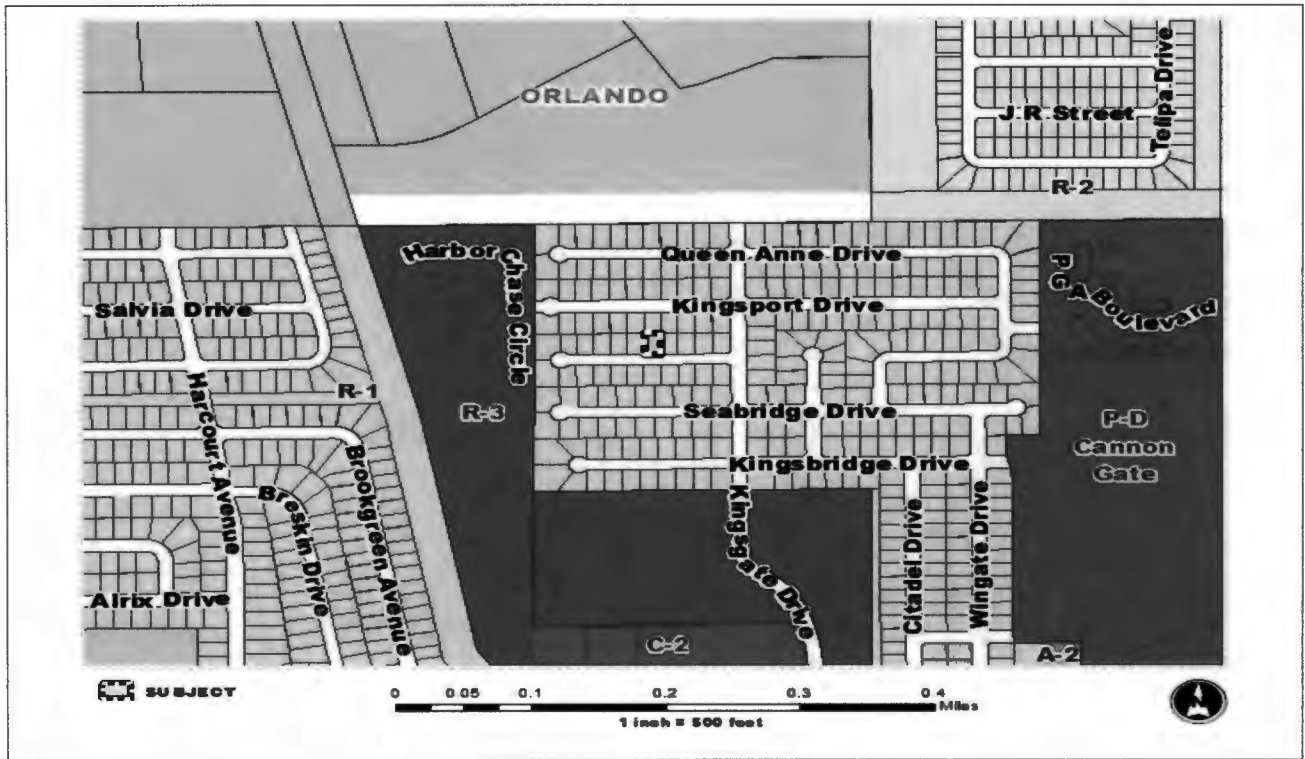 ORLANDO
J R Street
Telipa Drive
R-2
Harbor Chase Circle
Queen Anne Drive
PGA Boulevard
Salvia Drive
Kingsport Drive
Harcourt Avenue
R-1
R-3
Seabridge Drive
P-D
Cannon
Gate
Kingsbridge Drive
Breskin Drive
Brookgreen Avenue
Kingsgate Drive
Citadel Drive
Wingate Drive
Alrix Drive
C-2
A-2
SUBJECT
0 0.05 0.1 0.2 0.3 0.4
Miles
1 inch = 500 feet